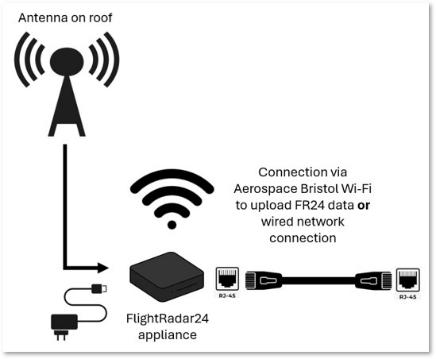 Antenna on roof
Connection via
Aerospace Bristol Wi-Fi
to upload FR24 data or
wired network
connection
RJ-45
RJ-45
FlightRadar24
appliance